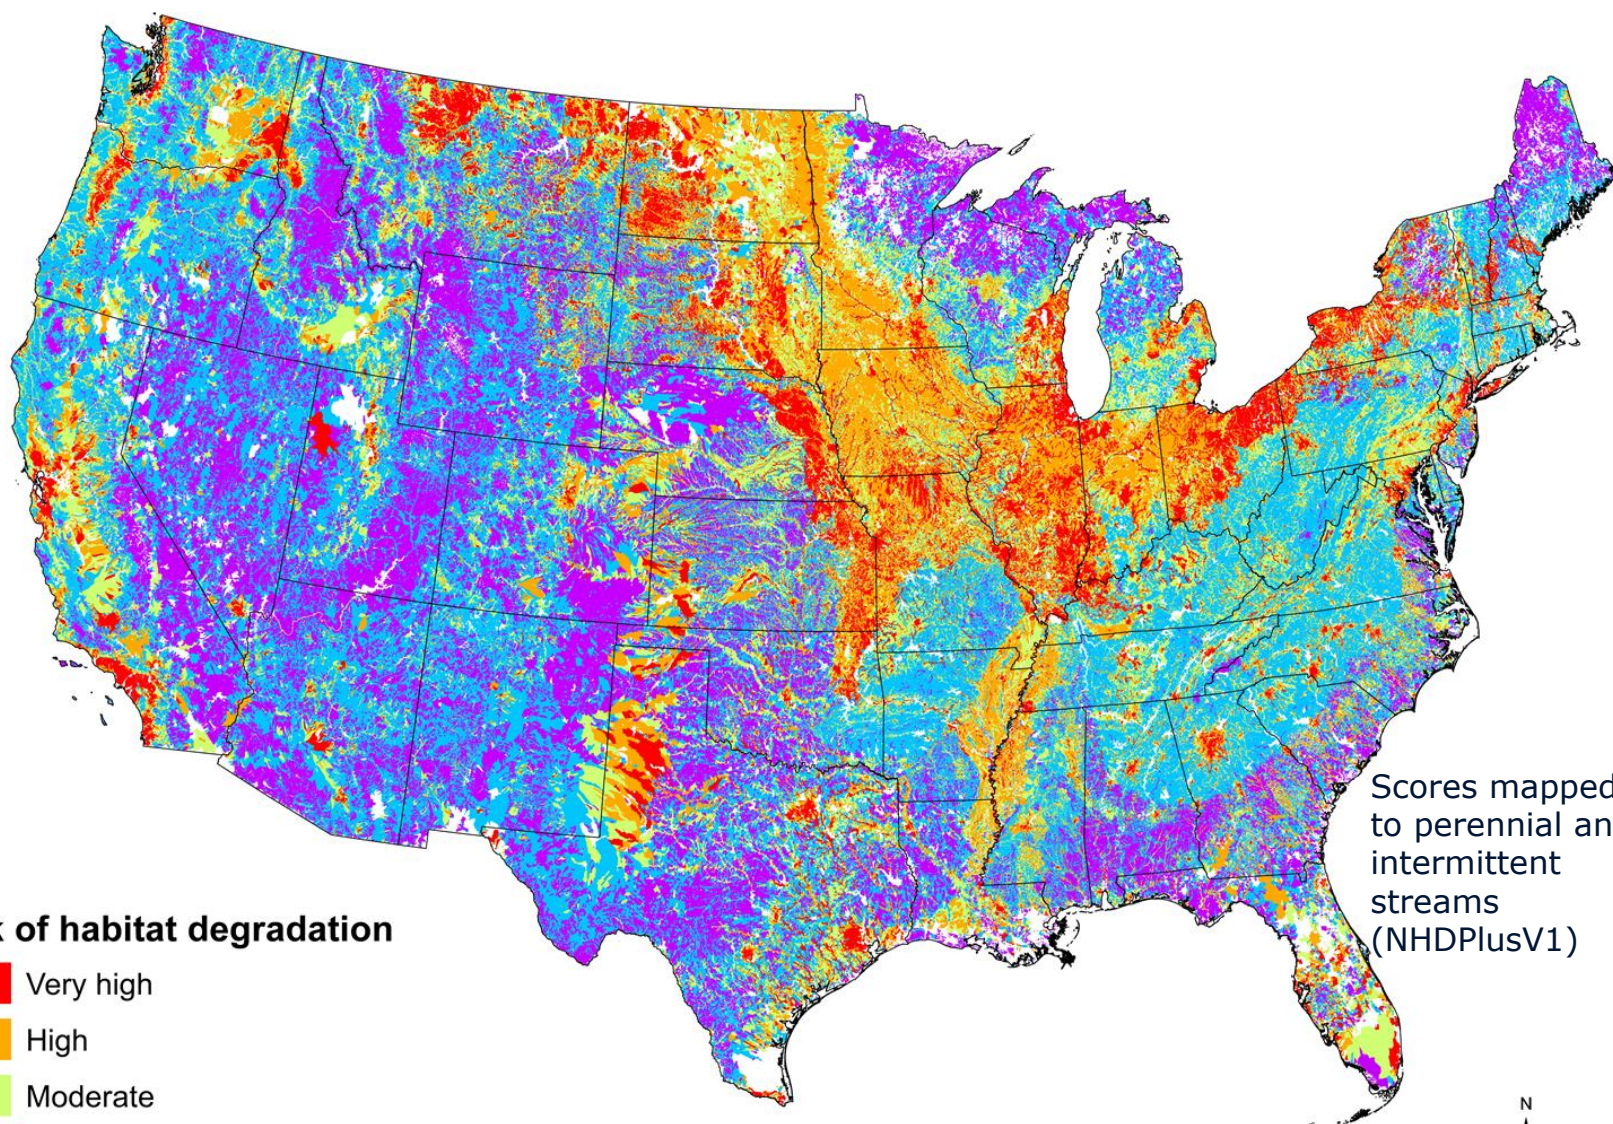 Scores mapped
to perennial an
intermittent
streams
(NHDPlusV1)
of habitat degradation
Very high
High
Moderate
N